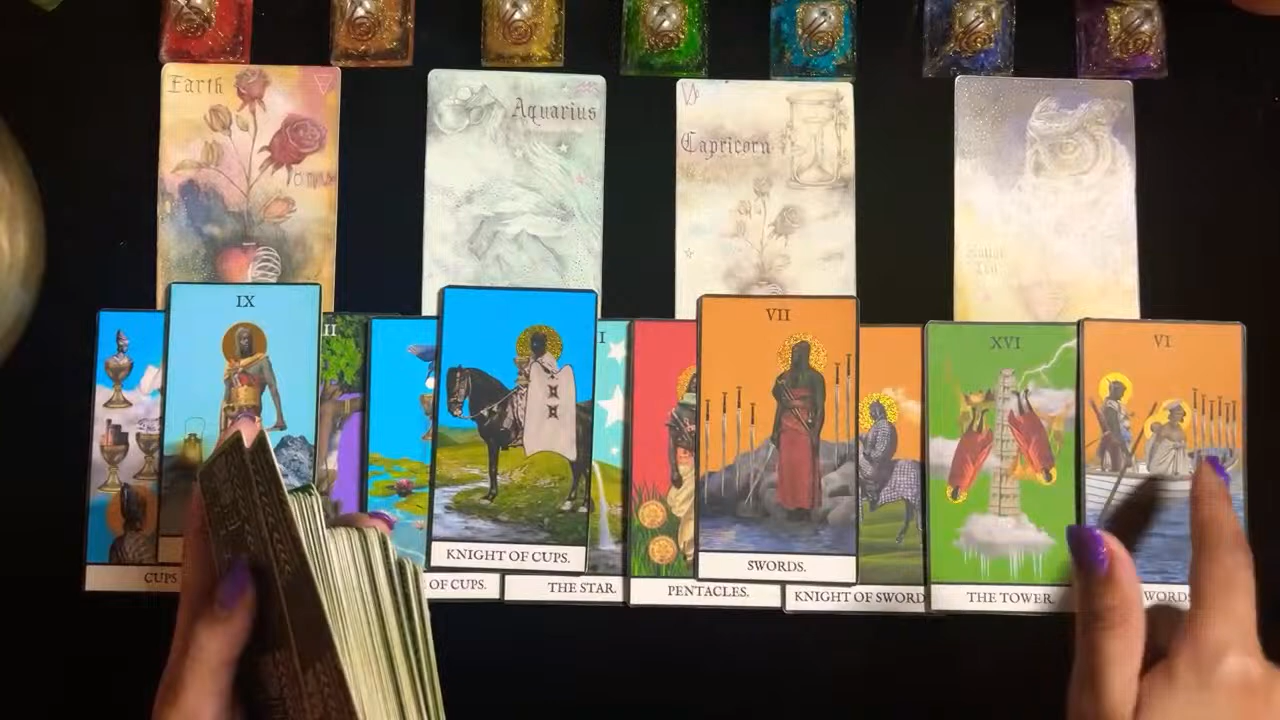 Earth
Aquarius
Capricorn
IX
II
I
VII
XVI
VI
KNIGHT OF CUPS.
SWORDS.
CUPS
OF CUPS.
THE STAR.
PENTACLES.
KNIGHT OF SWORD
THE TOWER
WORDS.